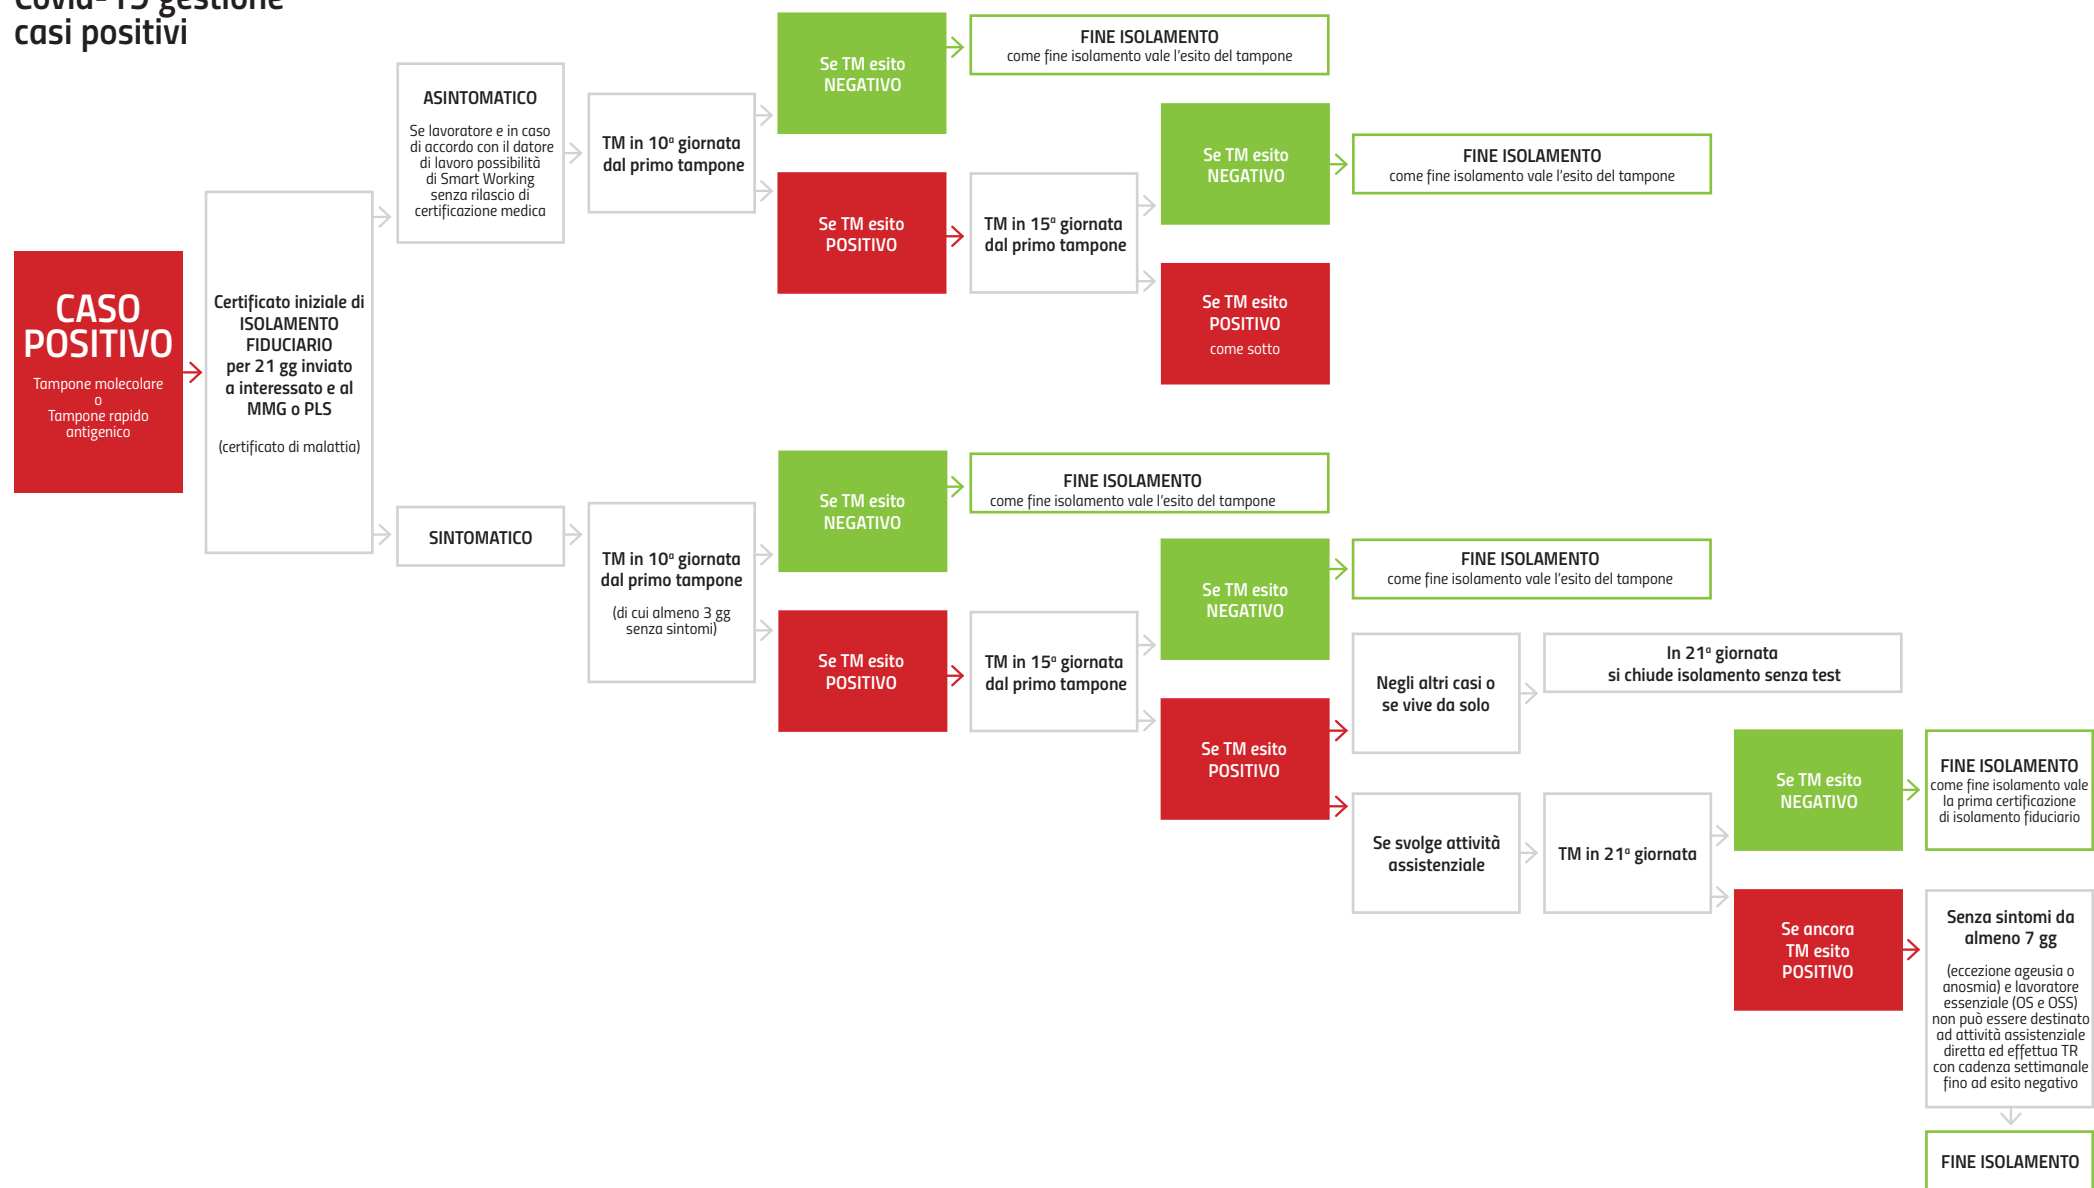 Covid-19 gestione
casi positivi
CASO
POSITIVO
Tampone molecolare
o
Tampone rapido
antigenico
Certificato iniziale di
ISOLAMENTO
FIDUCIARIO
per 21 gg inviato
a interessato e al
MMG o PLS
(certificato di malattia)
ASINTOMATICO
Se lavoratore e in caso
di accordo con il datore
di lavoro possibilità
di Smart Working
senza rilascio di
certificazione medica
TM in 10ª giornata
dal primo tampone
Se TM esito
NEGATIVO
FINE ISOLAMENTO
come fine isolamento vale l'esito del tampone
Se TM esito
POSITIVO
TM in 15ª giornata
dal primo tampone
Se TM esito
NEGATIVO
FINE ISOLAMENTO
come fine isolamento vale l'esito del tampone
Se TM esito
POSITIVO
come sotto
SINTOMATICO
TM in 10ª giornata
dal primo tampone
(di cui almeno 3 gg
senza sintomi)
Se TM esito
NEGATIVO
FINE ISOLAMENTO
come fine isolamento vale l'esito del tampone
Se TM esito
POSITIVO
TM in 15ª giornata
dal primo tampone
Se TM esito
NEGATIVO
FINE ISOLAMENTO
come fine isolamento vale l'esito del tampone
Se TM esito
POSITIVO
Negli altri casi o
se vive da solo
In 21ª giornata
si chiude isolamento senza test
Se svolge attività
assistenziale
TM in 21ª giornata
Se TM esito
NEGATIVO
FINE ISOLAMENTO
come fine isolamento vale
la prima certificazione
di isolamento fiduciario
Se ancora
TM esito
POSITIVO
Senza sintomi da
almeno 7 gg
(eccezione ageusia o
anosmia) e lavoratore
essenziale (OS e OSS)
non può essere destinato
ad attività assistenziale
diretta ed effettua TR
con cadenza settimanale
fino ad esito negativo
FINE ISOLAMENTO